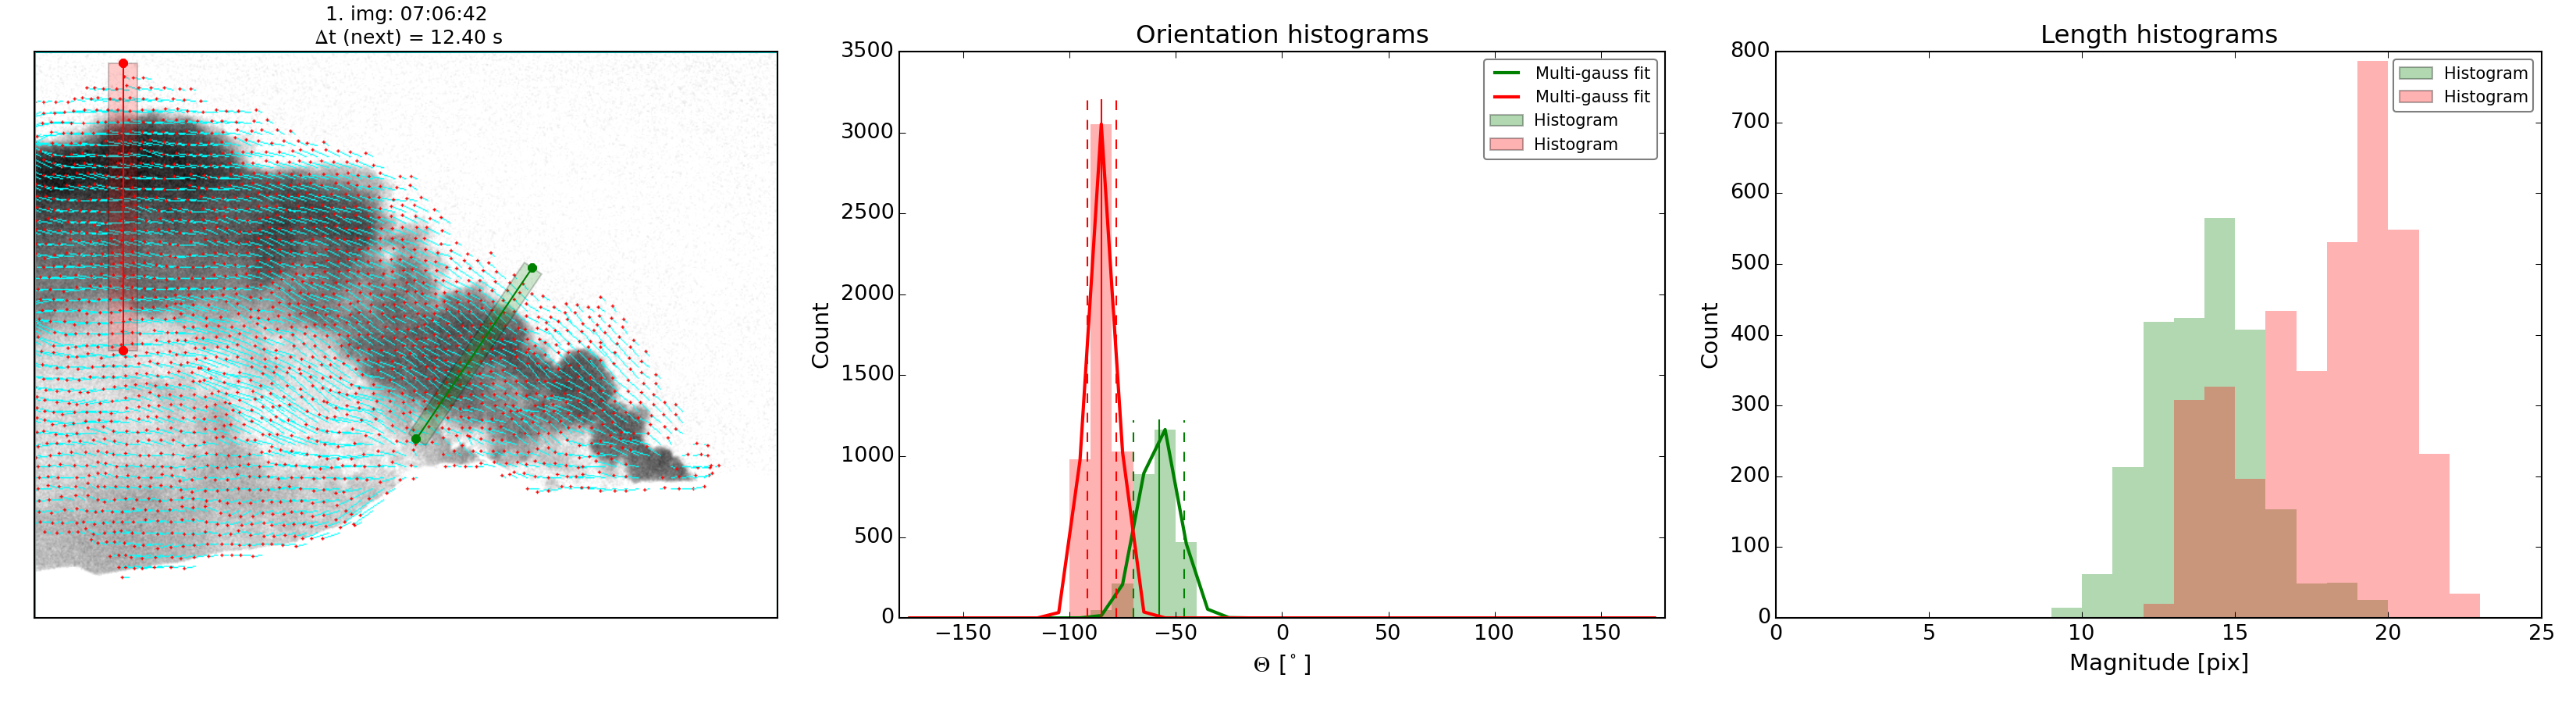 1. img: 07:06:42
Δt (next) = 12.40 s
Orientation histograms
3500
3000
2500
2000
1500
1000
500
0
Count
−150
−100
−50
0
50
100
150
Θ [°]
Multi-gauss fit
Multi-gauss fit
Histogram
Histogram
Length histograms
800
700
600
500
400
300
200
100
0
Count
0
5
10
15
20
25
Magnitude [pix]
Histogram
Histogram